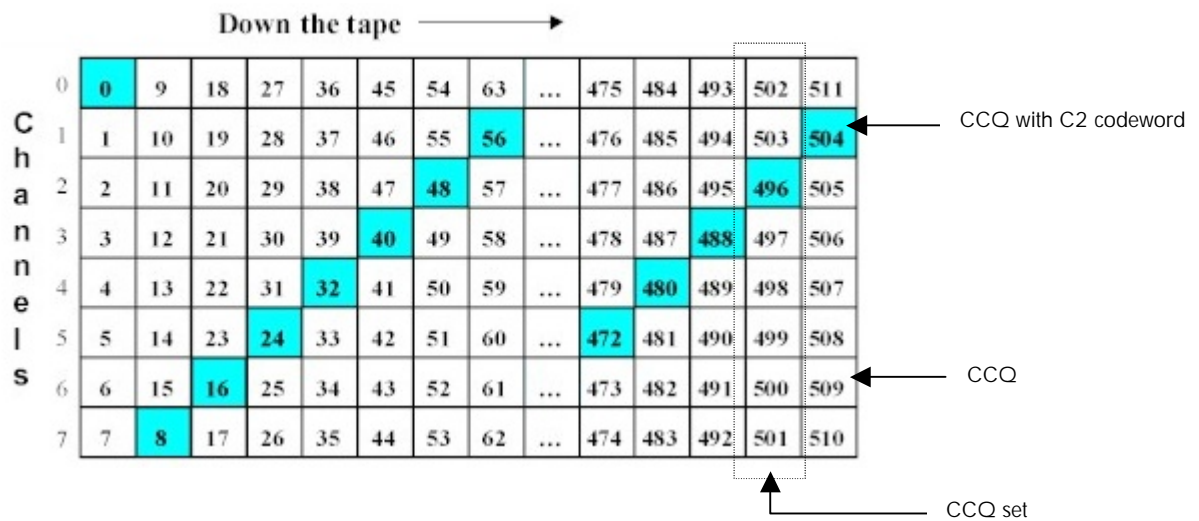 Down the tape
Channels
0 0 9 18 27 36 45 54 63 ... 475 484 493 502 511
1 1 10 19 28 37 46 55 56 ... 476 485 494 503 504
2 2 11 20 29 38 47 48 57 ... 477 486 495 496 505
3 3 12 21 30 39 40 49 58 ... 478 487 488 497 506
4 4 13 22 31 32 41 50 59 ... 479 480 489 498 507
5 5 14 23 24 33 42 51 60 ... 472 481 490 499 508
6 6 15 16 25 34 43 52 61 ... 473 482 491 500 509
7 7 8 17 26 35 44 53 62 ... 474 483 492 501 510
CCQ with C2 codeword
CCQ
CCQ set